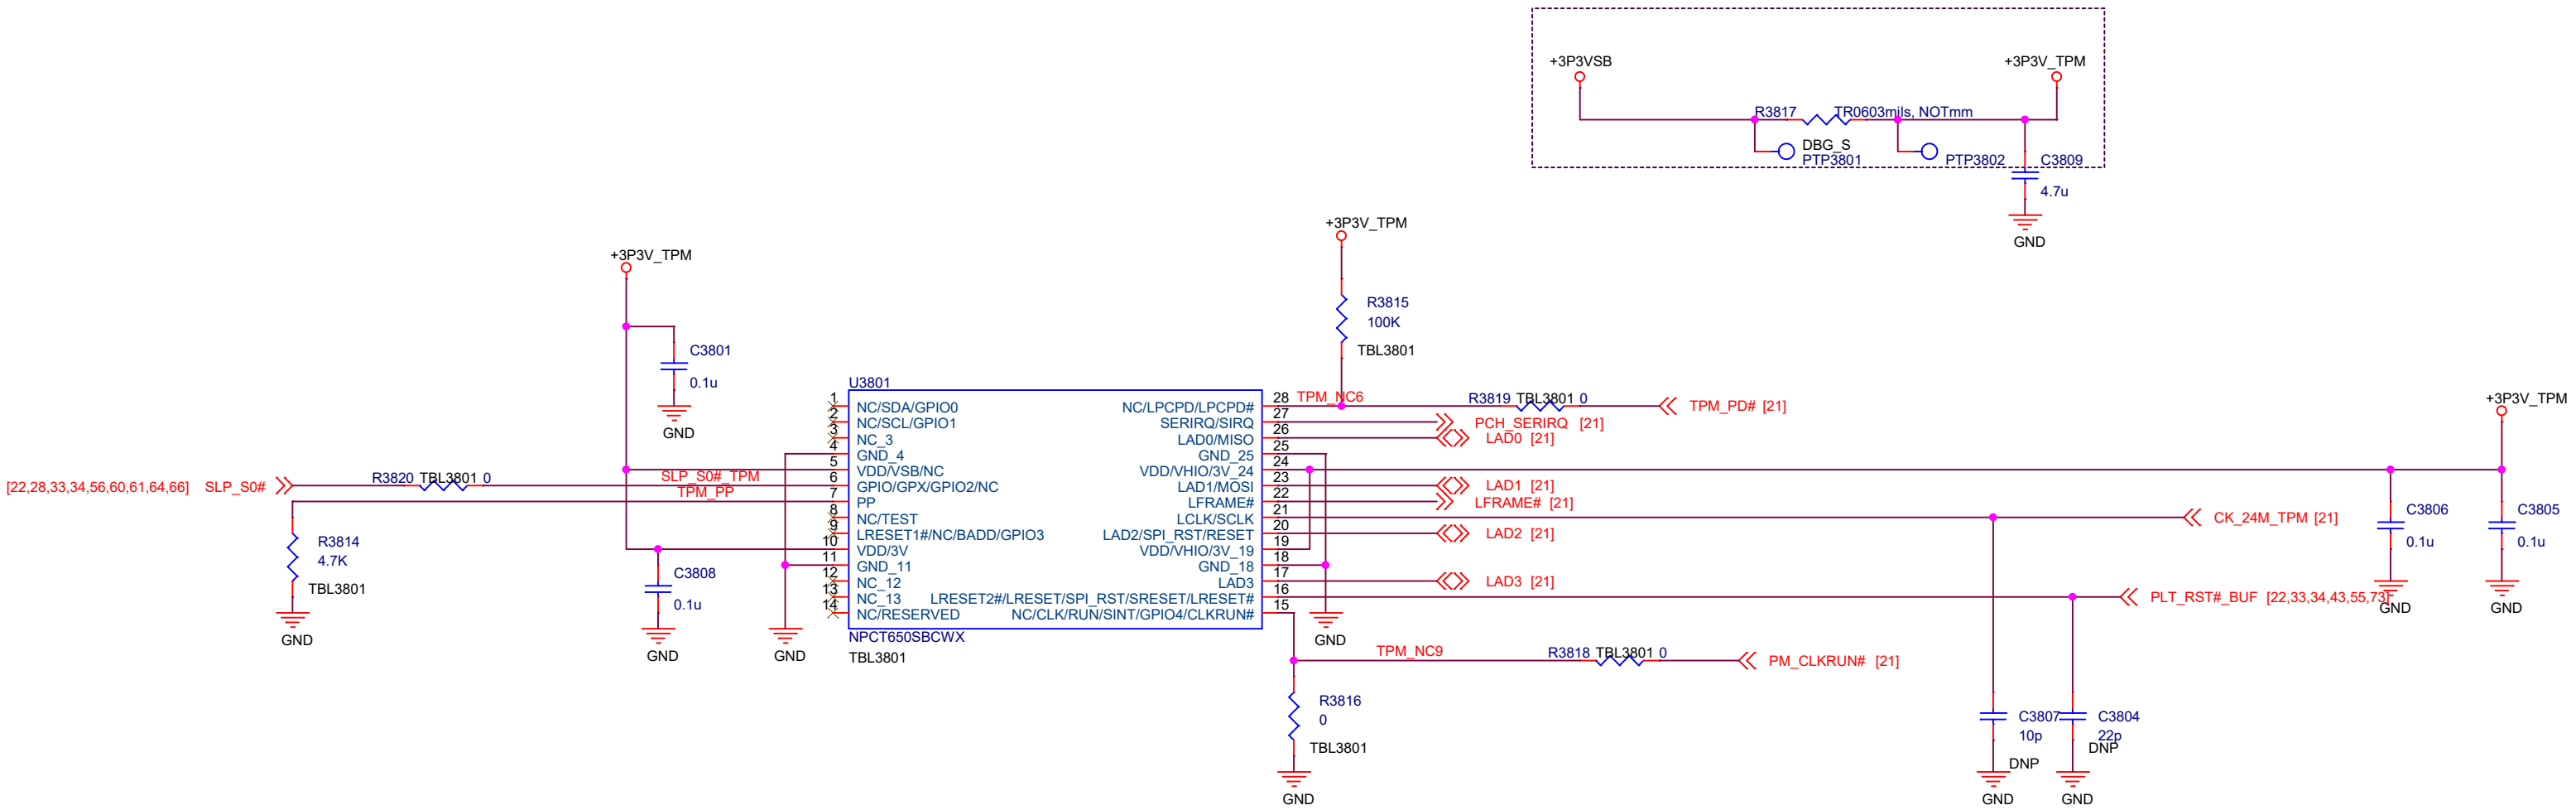 +3P3VSB
+3P3V_TPM
R3817
TR0603mils, NOTmm
DBG_S
PTP3801
PTP3802
C3809
4.7u
GND
+3P3V_TPM
+3P3V_TPM
R3815
100K
TBL3801
C3801
0.1u
GND
U3801
1 NC/SDA/GPIO0
2 NC/SCL/GPIO1
3 NC_3
4 GND_4
5 VDD/VSB/NC
6 GPIO/GPX/GPIO2/NC
7 PP
8 NC/TEST
9 LRESET1#/NC/BADD/GPIO3
10 VDD/3V
11 GND_11
12 NC_12
13 NC_13
14 NC/RESERVED
NC/LPCPD/LPCPD# 28
SERIRQ/SIRQ 27
LAD0/MISO 26
GND_25 25
VDD/VHIO/3V_24 24
LAD1/MOSI 23
LFRAME# 22
LCLK/SCLK 21
LAD2/SPI_RST/RESET 20
VDD/VHIO/3V_19 19
GND_18 18
LAD3 17
LRESET2#/LRESET/SPI_RST/SRESET/LRESET# 16
NC/CLK/RUN/SINT/GPIO4/CLKRUN# 15
NPCT650SBCWX
TBL3801
[22,28,33,34,56,60,61,64,66] SLP_S0#
R3820 TBL3801 0
SLP_S0#_TPM
TPM_PP
R3814
4.7K
TBL3801
GND
C3808
0.1u
GND
GND
TPM_NC6
R3819 TBL3801 0
TPM_PD# [21]
PCH_SERIRQ [21]
LAD0 [21]
LAD1 [21]
LFRAME# [21]
CK_24M_TPM [21]
LAD2 [21]
LAD3 [21]
PLT_RST#_BUF [22,33,34,43,55,73]
GND
TPM_NC9
R3818 TBL3801 0
PM_CLKRUN# [21]
R3816
0
TBL3801
GND
+3P3V_TPM
C3806
0.1u
GND
C3805
0.1u
GND
C3807
10p
DNP
GND
C3804
22p
DNP
GND